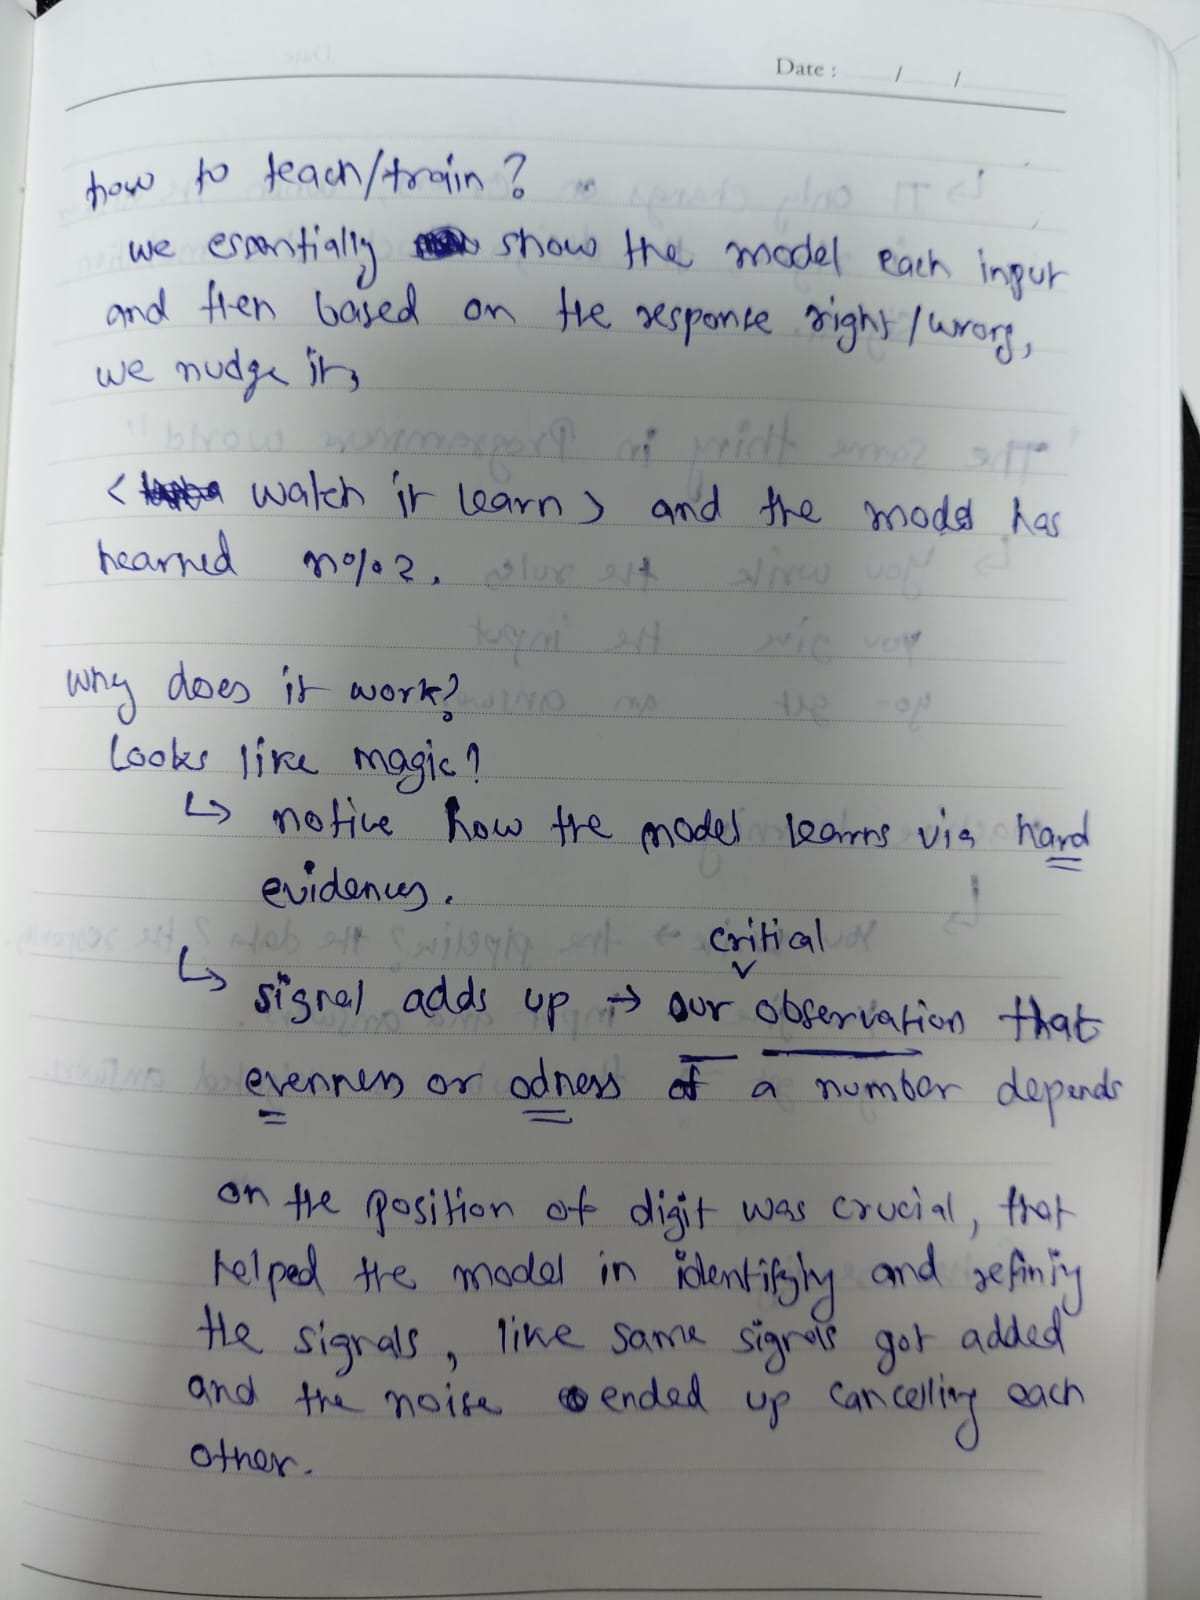 Date : / /
how to teach/train?
we essentially show the model each input
and then based on the response right/wrong,
we nudge it,
< watch it learn > and the model has
learned n%2.
why does it work?
Looks like magic?
↳ notice how the model learns via hard
evidences.
critical
↳ signal adds up → our observation that
evenness or odness of a number depends
on the position of digit was crucial, that
helped the model in identifying and refining
the signals, like same signals got added
and the noise ended up cancelling each
other.